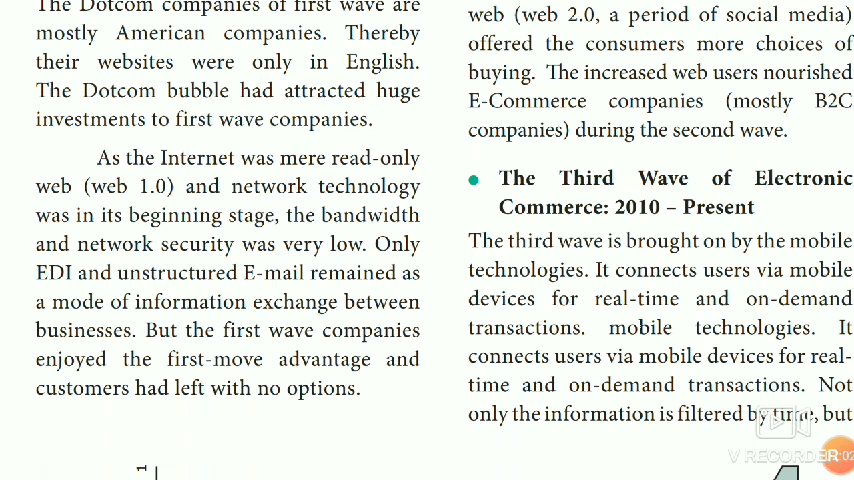 The Dotcom companies of first wave are
mostly American companies. Thereby
their websites were only in English.
The Dotcom bubble had attracted huge
investments to first wave companies.
As the Internet was mere read-only
web (web 1.0) and network technology
was in its beginning stage, the bandwidth
and network security was very low. Only
EDI and unstructured E-mail remained as
a mode of information exchange between
businesses. But the first wave companies
enjoyed the first-move advantage and
customers had left with no options.
web (web 2.0, a period of social media)
offered the consumers more choices of
buying. The increased web users nourished
E-Commerce companies (mostly B2C
companies) during the second wave.
• The Third Wave of Electronic
Commerce: 2010 – Present
The third wave is brought on by the mobile
technologies. It connects users via mobile
devices for real-time and on-demand
transactions. mobile technologies. It
connects users via mobile devices for real-
time and on-demand transactions. Not
only the information is filtered by time, but
V RECORDER
:02
1